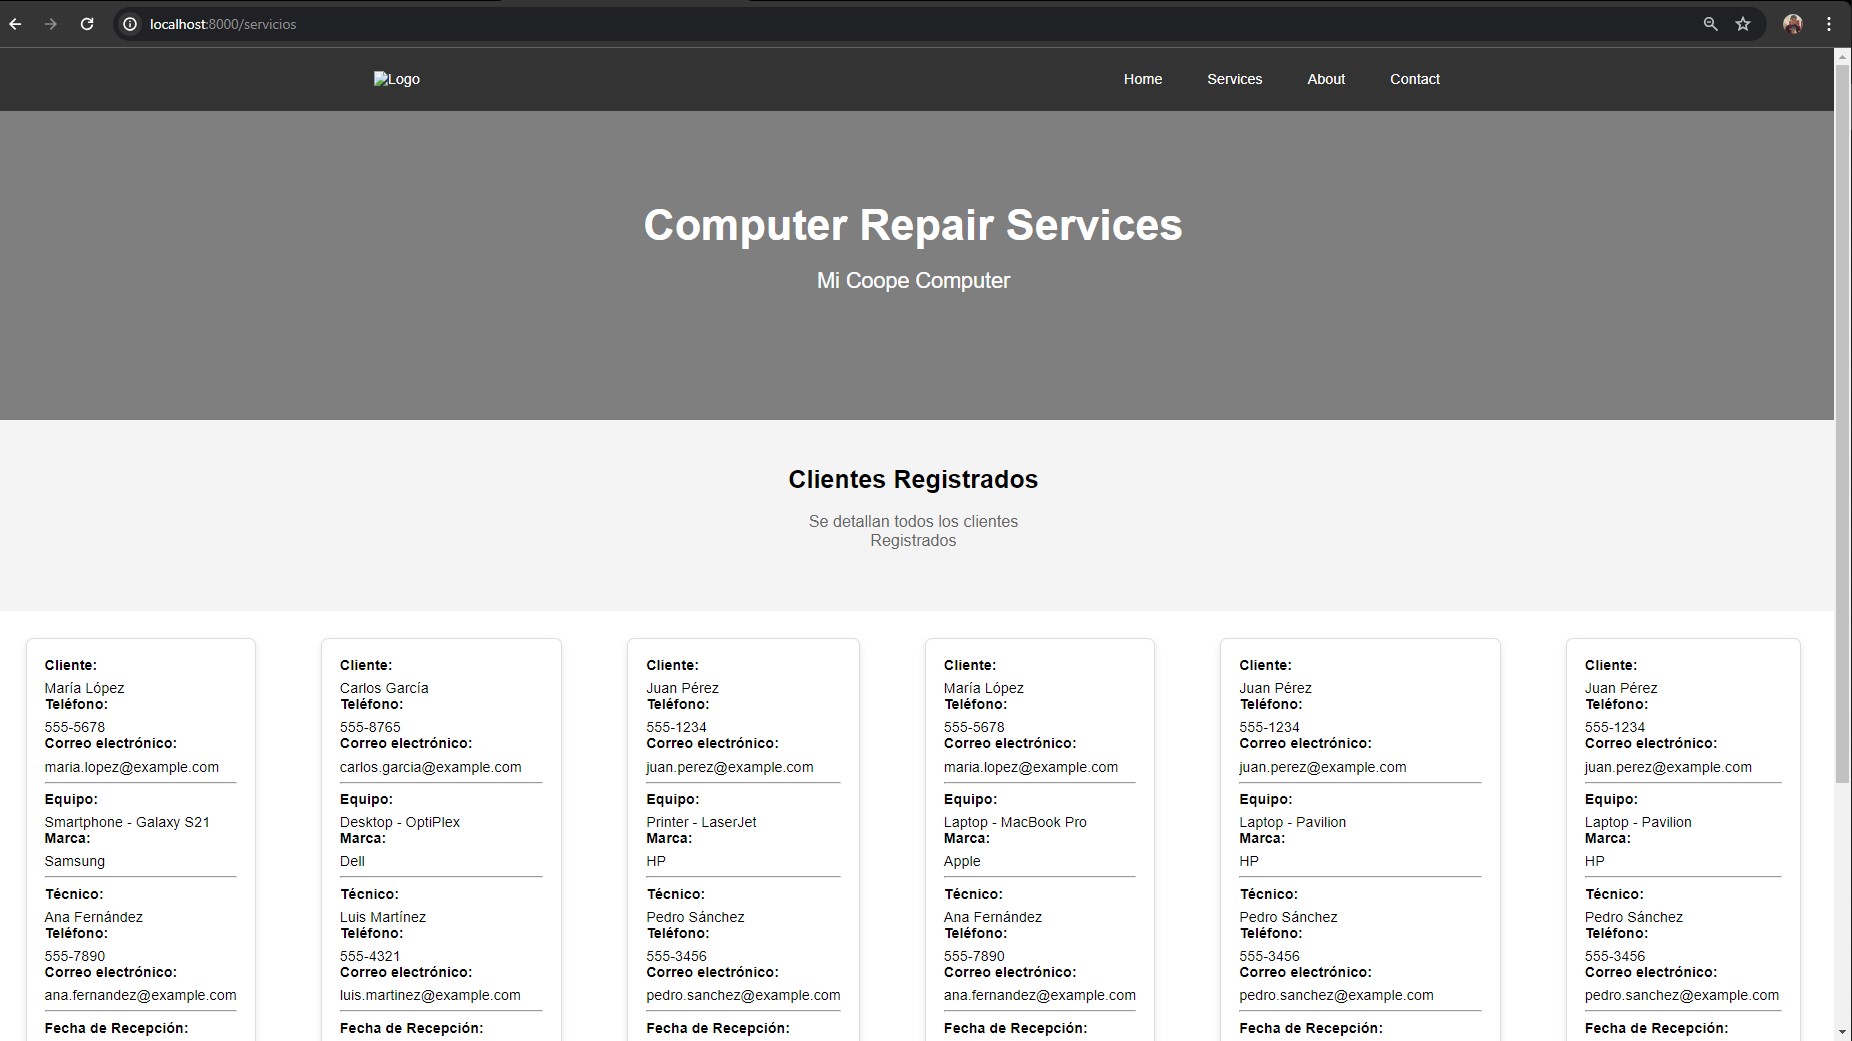 localhost:8000/servicios
Logo
Home
Services
About
Contact
Computer Repair Services
Mi Coope Computer
Clientes Registrados
Se detallan todos los clientes
Registrados
Cliente:
María López
Teléfono:
555-5678
Correo electrónico:
maria.lopez@example.com
Equipo:
Smartphone - Galaxy S21
Marca:
Samsung
Técnico:
Ana Fernández
Teléfono:
555-7890
Correo electrónico:
ana.fernandez@example.com
Fecha de Recepción:
Cliente:
Carlos García
Teléfono:
555-8765
Correo electrónico:
carlos.garcia@example.com
Equipo:
Desktop - OptiPlex
Marca:
Dell
Técnico:
Luis Martínez
Teléfono:
555-4321
Correo electrónico:
luis.martinez@example.com
Fecha de Recepción:
Cliente:
Juan Pérez
Teléfono:
555-1234
Correo electrónico:
juan.perez@example.com
Equipo:
Printer - LaserJet
Marca:
HP
Técnico:
Pedro Sánchez
Teléfono:
555-3456
Correo electrónico:
pedro.sanchez@example.com
Fecha de Recepción:
Cliente:
María López
Teléfono:
555-5678
Correo electrónico:
maria.lopez@example.com
Equipo:
Laptop - MacBook Pro
Marca:
Apple
Técnico:
Ana Fernández
Teléfono:
555-7890
Correo electrónico:
ana.fernandez@example.com
Fecha de Recepción:
Cliente:
Juan Pérez
Teléfono:
555-1234
Correo electrónico:
juan.perez@example.com
Equipo:
Laptop - Pavilion
Marca:
HP
Técnico:
Pedro Sánchez
Teléfono:
555-3456
Correo electrónico:
pedro.sanchez@example.com
Fecha de Recepción:
Cliente:
Juan Pérez
Teléfono:
555-1234
Correo electrónico:
juan.perez@example.com
Equipo:
Laptop - Pavilion
Marca:
HP
Técnico:
Pedro Sánchez
Teléfono:
555-3456
Correo electrónico:
pedro.sanchez@example.com
Fecha de Recepción: